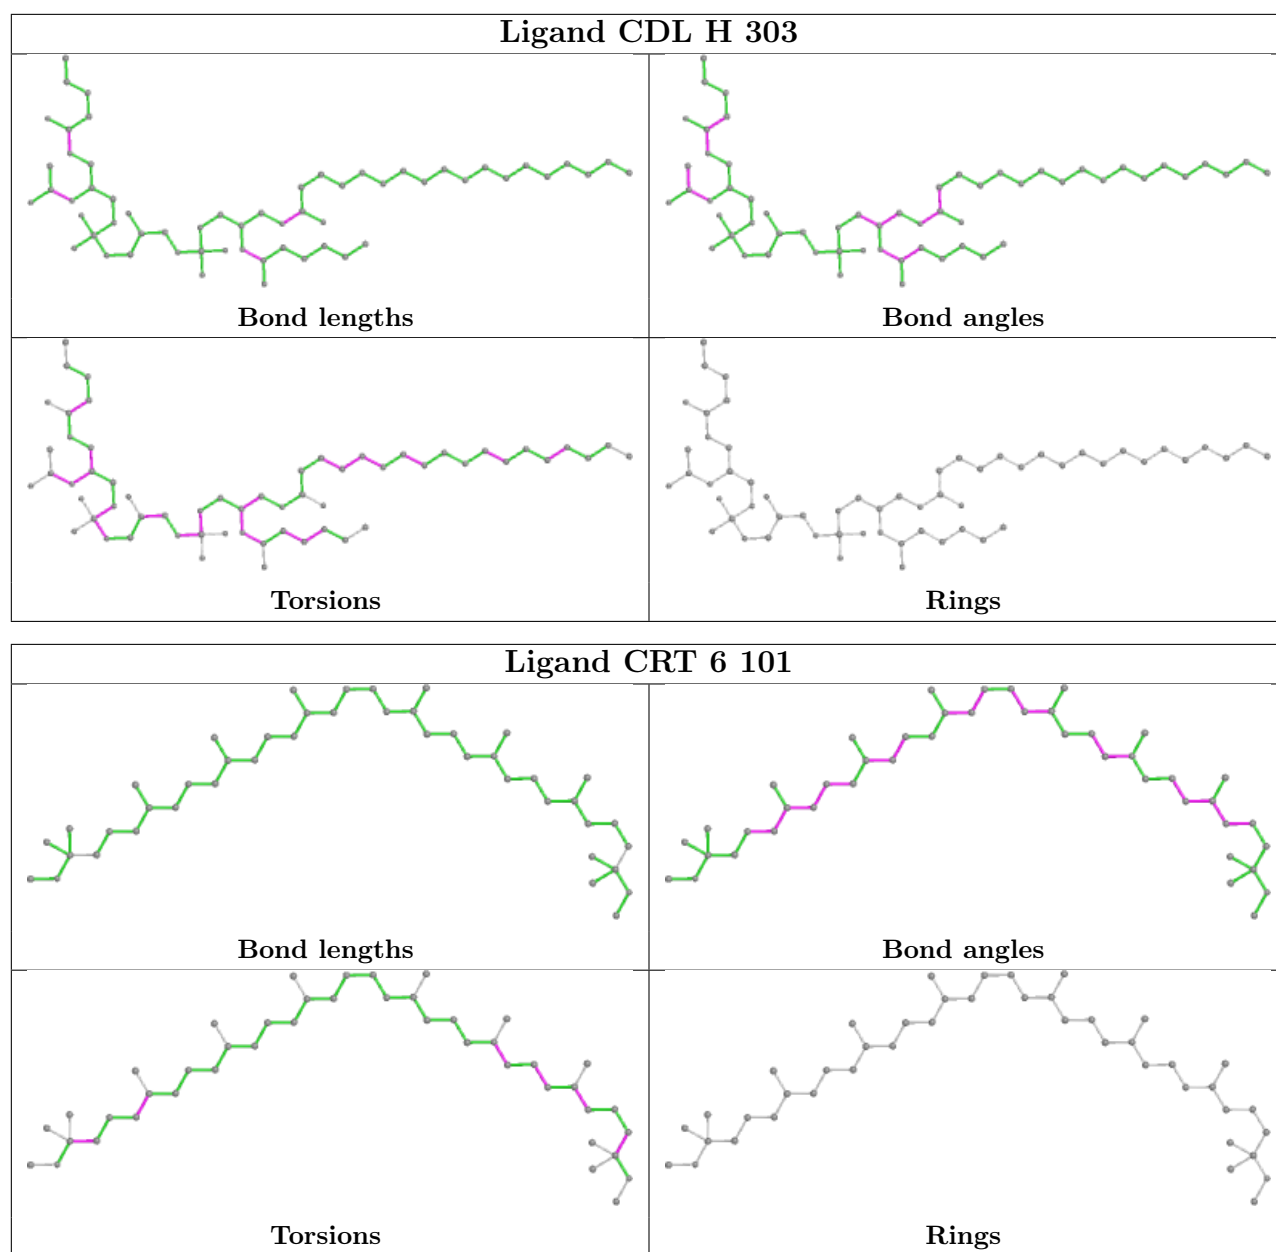 Ligand CDL H 303
Bond lengths
Bond angles
Torsions
Rings
Ligand CRT 6 101
Bond lengths
Bond angles
Torsions
Rings